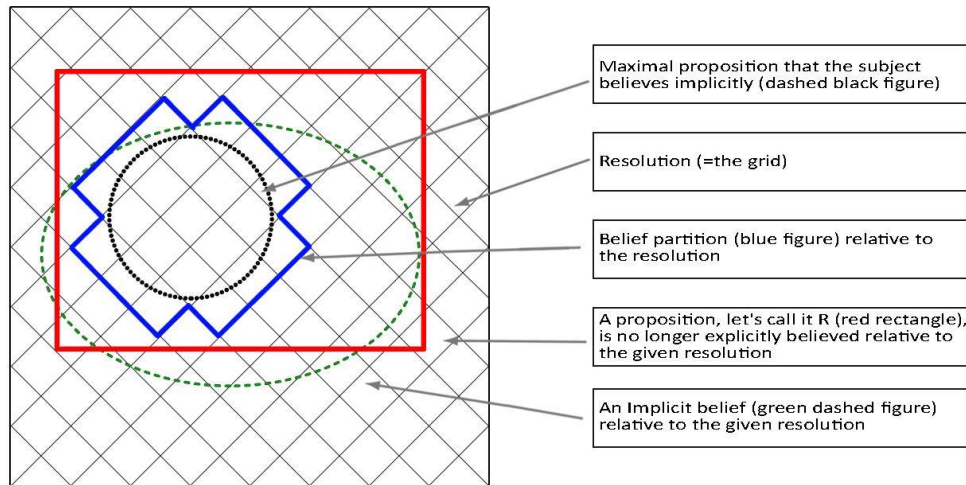 Maximal proposition that the subject
believes implicitly (dashed black figure)
Resolution (=the grid)
Belief partition (blue figure) relative to
the resolution
A proposition, let's call it R (red rectangle),
is no longer explicitly believed relative to
the given resolution
An Implicit belief (green dashed figure)
relative to the given resolution